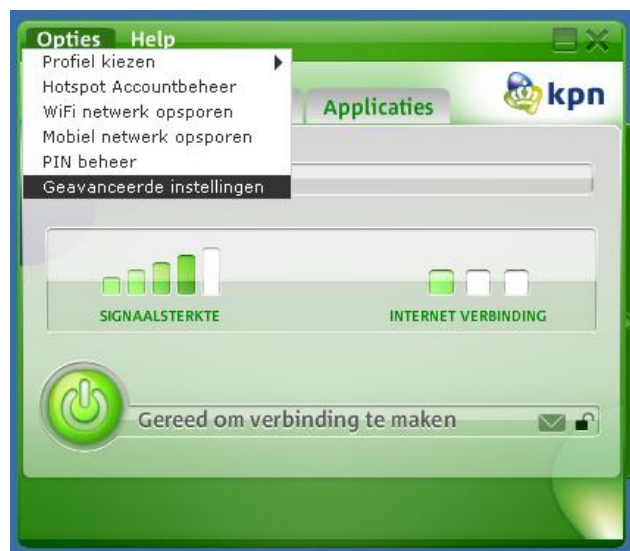 Opties Help
Profiel kiezen
Hotspot Accountbeheer
WiFi netwerk opsporen
Mobiel netwerk opsporen
PIN beheer
Geavanceerde instellingen
Applicaties
kpn
SIGNAALSTERKTE
INTERNET VERBINDING
Gereed om verbinding te maken